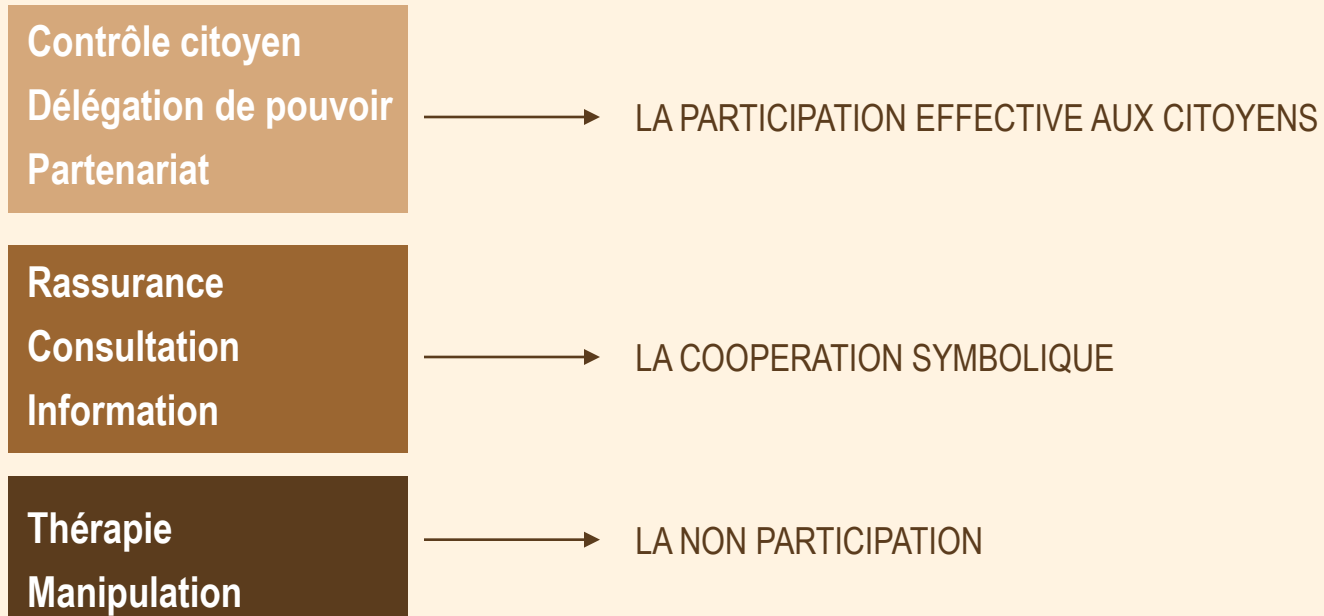 Contrôle citoyen
Délégation de pouvoir
Partenariat
LA PARTICIPATION EFFECTIVE AUX CITOYENS
Rassurance
Consultation
Information
LA COOPERATION SYMBOLIQUE
Thérapie
Manipulation
LA NON PARTICIPATION